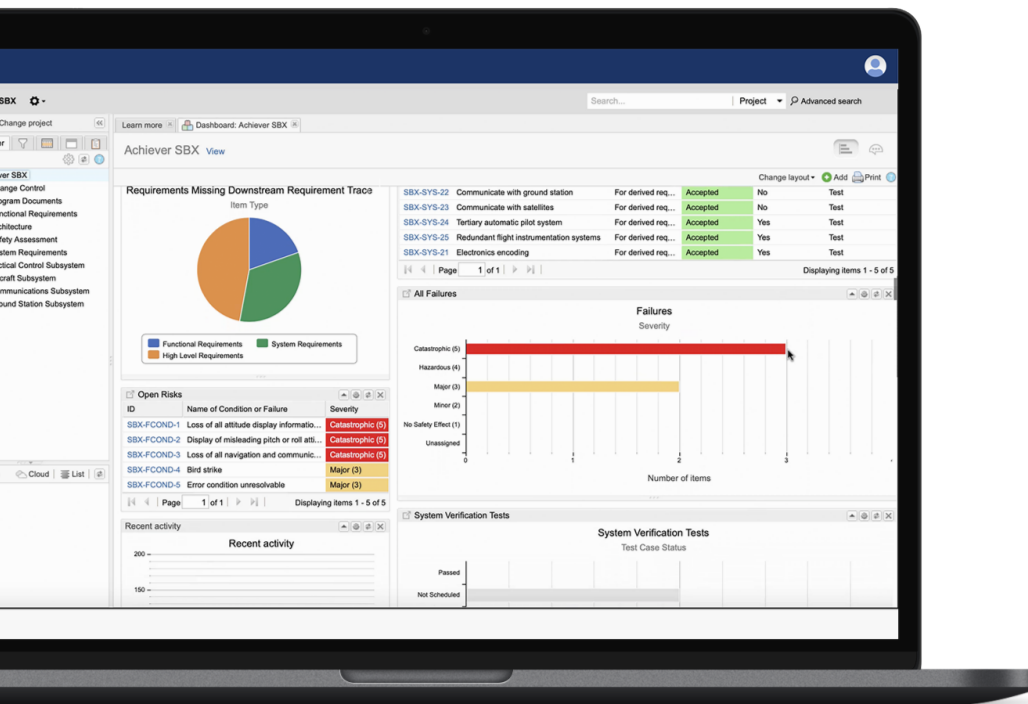 SBX
Search... Project Advanced search
Change project
Learn more Dashboard: Achiever SBX
Achiever SBX View
Change layout Add Print
SBX
Change Control
Program Documents
Functional Requirements
Architecture
Safety Assessment
System Requirements
Tactical Control Subsystem
Aircraft Subsystem
Communications Subsystem
Ground Station Subsystem
Cloud List
Requirements Missing Downstream Requirement Trace
Item Type
Functional Requirements System Requirements
High Level Requirements
Open Risks
ID Name of Condition or Failure Severity
SBX-FCOND-1 Loss of all attitude display informatio... Catastrophic (5)
SBX-FCOND-2 Display of misleading pitch or roll atti... Catastrophic (5)
SBX-FCOND-3 Loss of all navigation and communic... Catastrophic (5)
SBX-FCOND-4 Bird strike Major (3)
SBX-FCOND-5 Error condition unresolvable Major (3)
Page 1 of 1 Displaying items 1 - 5 of 5
Recent activity
Recent activity
200
150
SBX-SYS-22 Communicate with ground station For derived req... Accepted No Test
SBX-SYS-23 Communicate with satellites For derived req... Accepted No Test
SBX-SYS-24 Tertiary automatic pilot system For derived req... Accepted Yes Test
SBX-SYS-25 Redundant flight instrumentation systems For derived req... Accepted Yes Test
SBX-SYS-21 Electronics encoding For derived req... Accepted Yes Test
Page 1 of 1 Displaying items 1 - 5 of 5
All Failures
Failures
Severity
Catastrophic (5)
Hazardous (4)
Major (3)
Minor (2)
No Safety Effect (1)
Unassigned
0 1 2 3
Number of items
System Verification Tests
System Verification Tests
Test Case Status
Passed
Not Scheduled